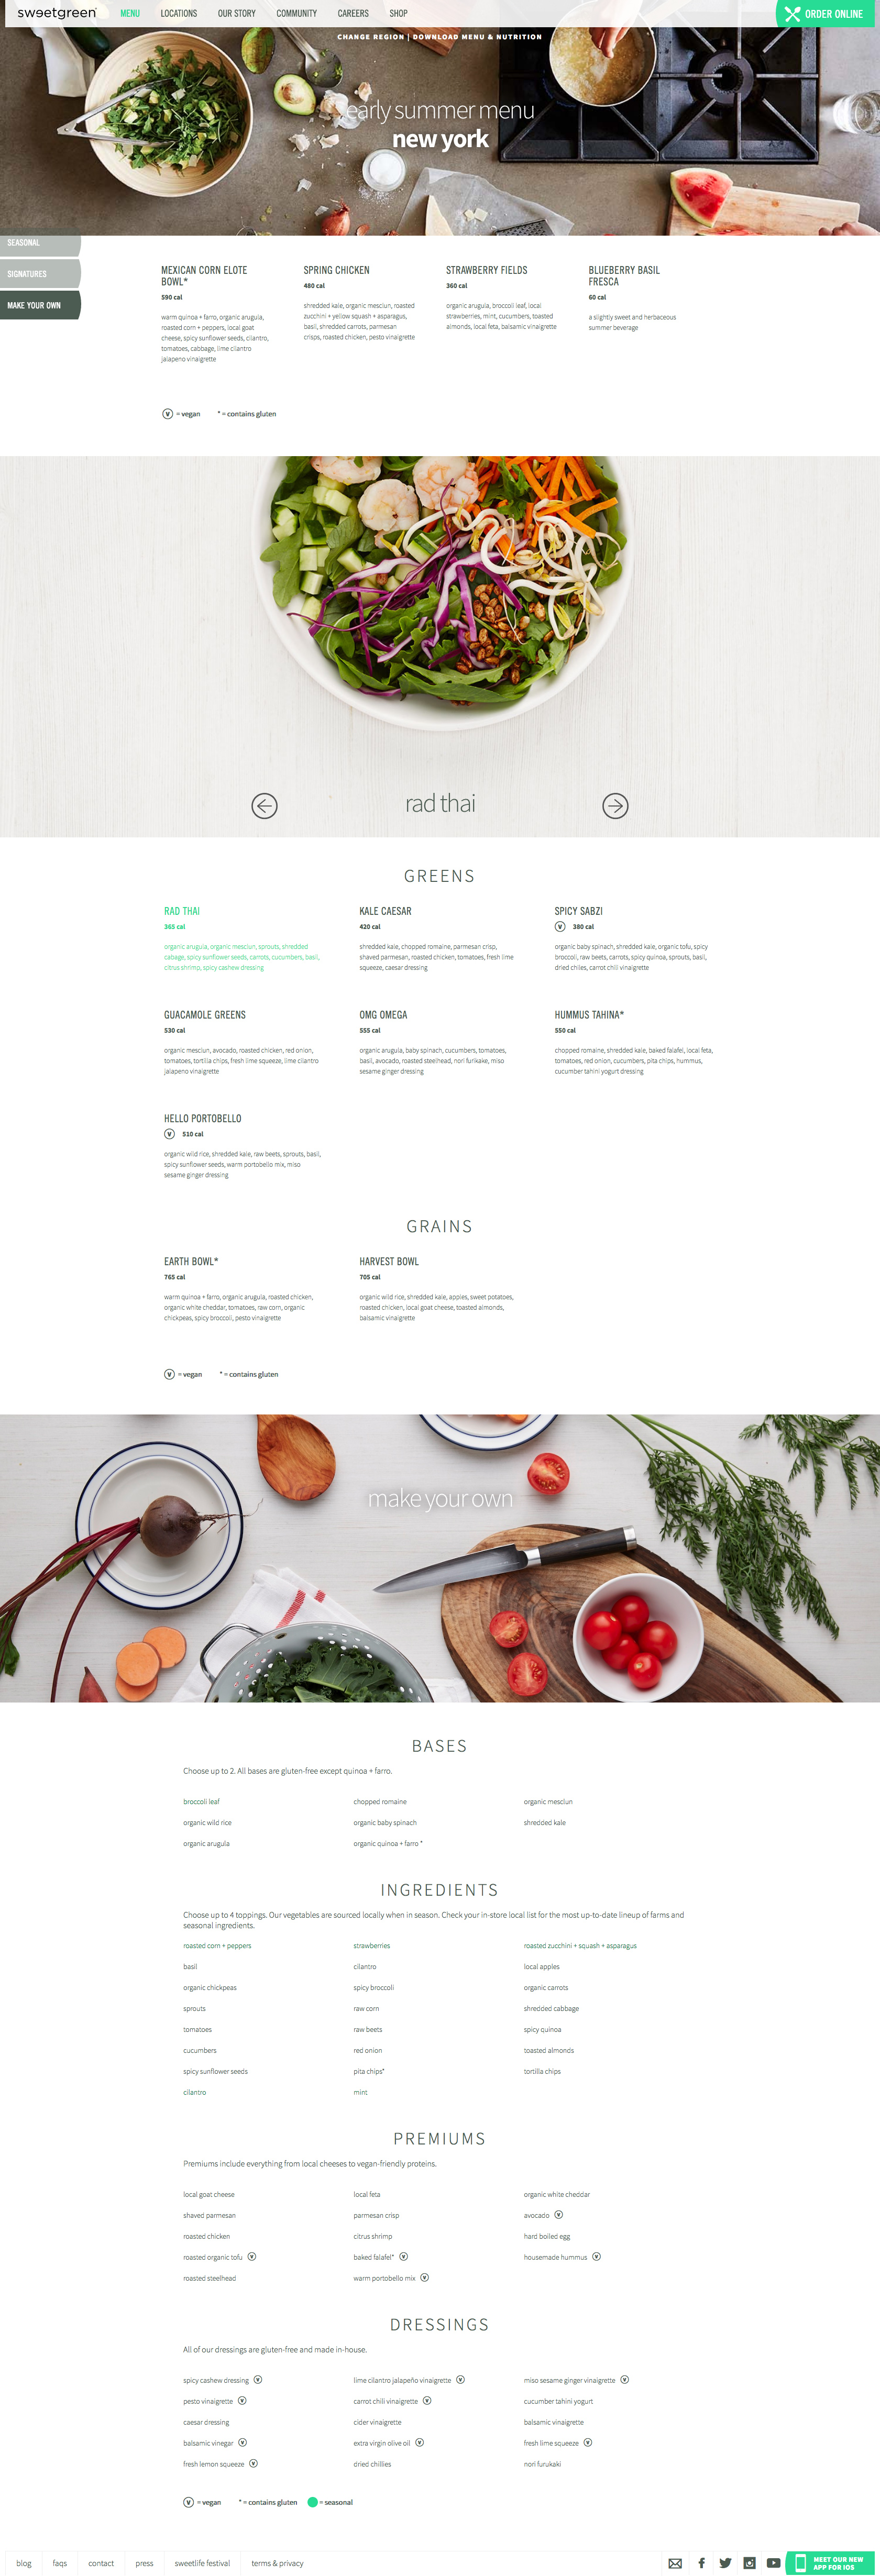 sweetgreen
MENU
LOCATIONS
OUR STORY
COMMUNITY
CAREERS
SHOP
ORDER ONLINE
CHANGE REGION | DOWNLOAD MENU & NUTRITION
early summer menu
new york
SEASONAL
SIGNATURES
MAKE YOUR OWN
MEXICAN CORN ELOTE
BOWL*
590 cal
warm quinoa + farro, organic arugula,
roasted corn + peppers, local goat
cheese, spicy sunflower seeds, cilantro,
tomatoes, cabbage, lime cilantro
jalapeno vinaigrette
SPRING CHICKEN
480 cal
shredded kale, organic mesclun, roasted
zucchini + yellow squash + asparagus,
basil, shredded carrots, parmesan
crisps, roasted chicken, pesto vinaigrette
STRAWBERRY FIELDS
360 cal
organic arugula, broccoli leaf, local
strawberries, mint, cucumbers, toasted
almonds, local feta, balsamic vinaigrette
BLUEBERRY BASIL
FRESCA
60 cal
a slightly sweet and herbaceous
summer beverage
V = vegan * = contains gluten
rad thai
GREENS
RAD THAI
365 cal
organic arugula, organic mesclun, sprouts, shredded
cabage, spicy sunflower seeds, carrots, cucumbers, basil,
citrus shrimp, spicy cashew dressing
KALE CAESAR
420 cal
shredded kale, chopped romaine, parmesan crisp,
shaved parmesan, roasted chicken, tomatoes, fresh lime
squeeze, caesar dressing
SPICY SABZI
V 380 cal
organic baby spinach, shredded kale, organic tofu, spicy
broccoli, raw beets, carrots, spicy quinoa, sprouts, basil,
dried chiles, carrot chili vinaigrette
GUACAMOLE GREENS
530 cal
organic mesclun, avocado, roasted chicken, red onion,
tomatoes, tortilla chips, fresh lime squeeze, lime cilantro
jalapeno vinaigrette
OMG OMEGA
555 cal
organic arugula, baby spinach, cucumbers, tomatoes,
basil, avocado, roasted steelhead, nori furikake, miso
sesame ginger dressing
HUMMUS TAHINA*
550 cal
chopped romaine, shredded kale, baked falafel, local feta,
tomatoes, red onion, cucumbers, pita chips, hummus,
cucumber tahini yogurt dressing
HELLO PORTOBELLO
V 510 cal
organic wild rice, shredded kale, raw beets, sprouts, basil,
spicy sunflower seeds, warm portobello mix, miso
sesame ginger dressing
GRAINS
EARTH BOWL*
765 cal
warm quinoa + farro, organic arugula, roasted chicken,
organic white cheddar, tomatoes, raw corn, organic
chickpeas, spicy broccoli, pesto vinaigrette
HARVEST BOWL
705 cal
organic wild rice, shredded kale, apples, sweet potatoes,
roasted chicken, local goat cheese, toasted almonds,
balsamic vinaigrette
V = vegan * = contains gluten
make your own
BASES
Choose up to 2. All bases are gluten-free except quinoa + farro.
broccoli leaf
chopped romaine
organic mesclun
organic wild rice
organic baby spinach
shredded kale
organic arugula
organic quinoa + farro *
INGREDIENTS
Choose up to 4 toppings. Our vegetables are sourced locally when in season. Check your in-store local list for the most up-to-date lineup of farms and
seasonal ingredients.
roasted corn + peppers
strawberries
roasted zucchini + squash + asparagus
basil
cilantro
local apples
organic chickpeas
spicy broccoli
organic carrots
sprouts
raw corn
shredded cabbage
tomatoes
raw beets
spicy quinoa
cucumbers
red onion
toasted almonds
spicy sunflower seeds
pita chips*
tortilla chips
cilantro
mint
PREMIUMS
Premiums include everything from local cheeses to vegan-friendly proteins.
local goat cheese
local feta
organic white cheddar
shaved parmesan
parmesan crisp
avocado V
roasted chicken
citrus shrimp
hard boiled egg
roasted organic tofu V
baked falafel* V
housemade hummus V
roasted steelhead
warm portobello mix V
DRESSINGS
All of our dressings are gluten-free and made in-house.
spicy cashew dressing V
lime cilantro jalapeño vinaigrette V
miso sesame ginger vinaigrette V
pesto vinaigrette V
carrot chili vinaigrette V
cucumber tahini yogurt
caesar dressing
cider vinaigrette
balsamic vinaigrette
balsamic vinegar V
extra virgin olive oil V
fresh lime squeeze V
fresh lemon squeeze V
dried chillies
nori furukaki
V = vegan * = contains gluten = seasonal
blog
faqs
contact
press
sweetlife festival
terms & privacy
MEET OUR NEW
APP FOR IOS